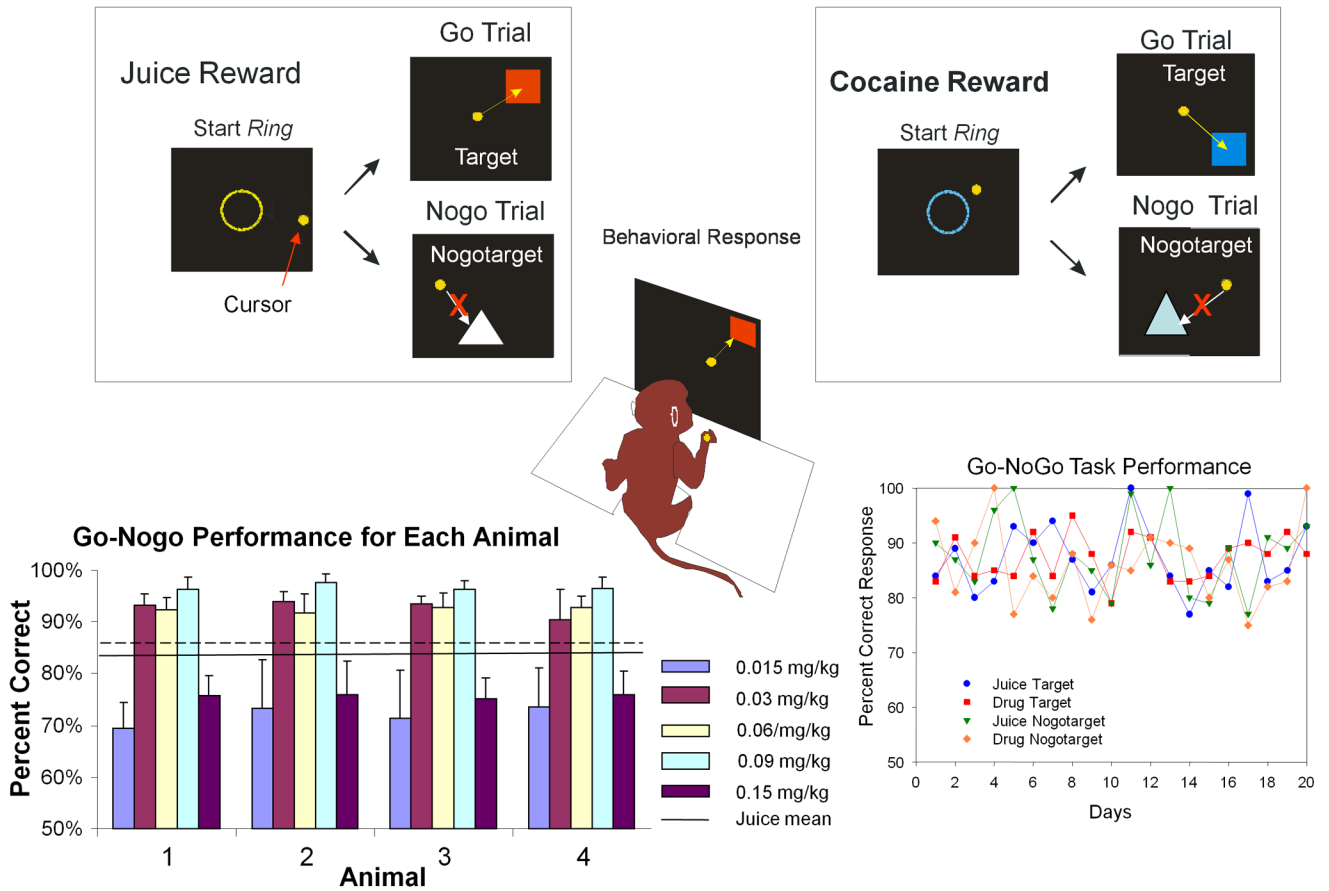 Juice Reward
Start Ring
Cursor
Go Trial
Target
Nogo Trial
Nogotarget
X
Cocaine Reward
Start Ring
Go Trial
Target
Nogo Trial
Nogotarget
X
Behavioral Response
Go-Nogo Performance for Each Animal
Percent Correct
100%
90%
80%
70%
60%
50%
1 2 3 4
Animal
0.015 mg/kg
0.03 mg/kg
0.06/mg/kg
0.09 mg/kg
0.15 mg/kg
Juice mean
Go-NoGo Task Performance
Percent Correct Response
100
90
80
70
60
50
Juice Target
Drug Target
Juice Nogotarget
Drug Nogotarget
0 2 4 6 8 10 12 14 16 18 20
Days